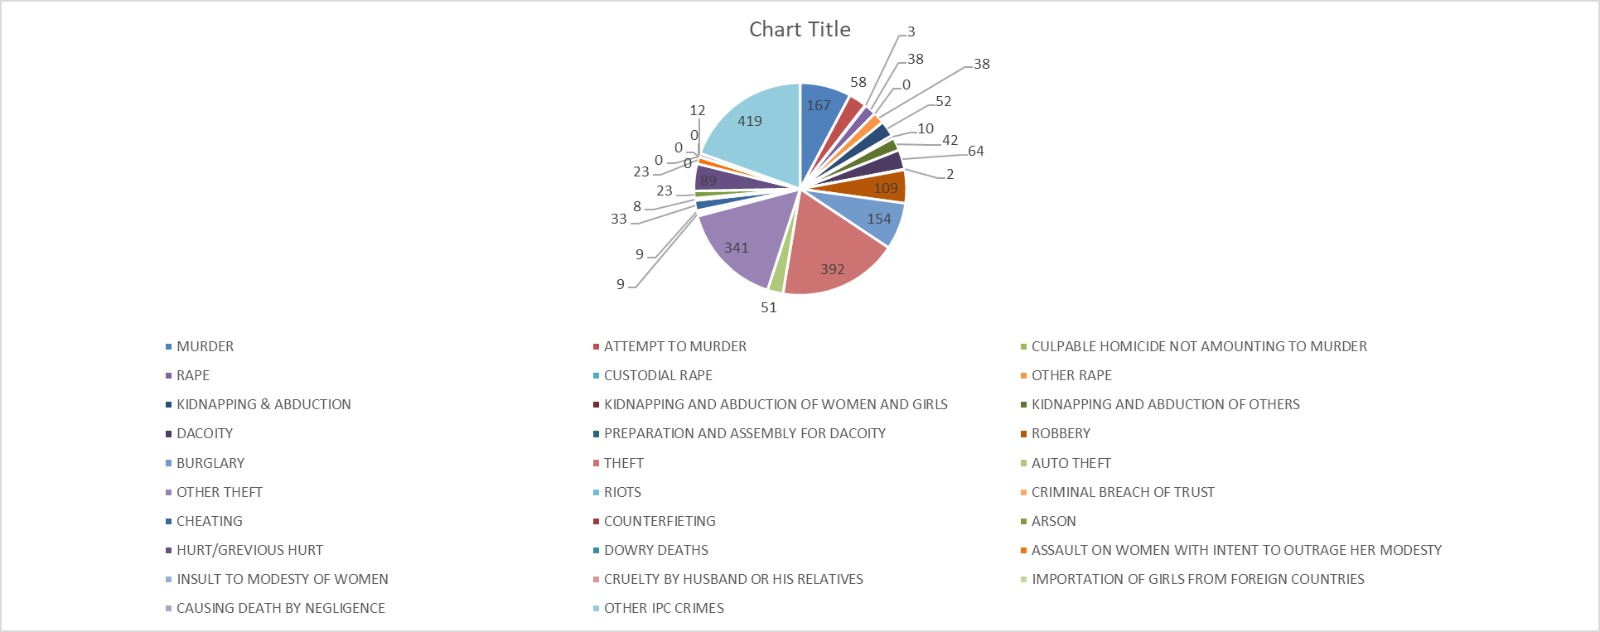 Chart Title
3
38
58
38
0
167
52
12
419
10
0
42
0
64
0
0
23
2
89
109
23
8
33
154
341
9
392
9
51
MURDER ATTEMPT TO MURDER CULPABLE HOMICIDE NOT AMOUNTING TO MURDER
RAPE CUSTODIAL RAPE OTHER RAPE
KIDNAPPING & ABDUCTION KIDNAPPING AND ABDUCTION OF WOMEN AND GIRLS KIDNAPPING AND ABDUCTION OF OTHERS
DACOITY PREPARATION AND ASSEMBLY FOR DACOITY ROBBERY
BURGLARY THEFT AUTO THEFT
OTHER THEFT RIOTS CRIMINAL BREACH OF TRUST
CHEATING COUNTERFIETING ARSON
HURT/GREVIOUS HURT DOWRY DEATHS ASSAULT ON WOMEN WITH INTENT TO OUTRAGE HER MODESTY
INSULT TO MODESTY OF WOMEN CRUELTY BY HUSBAND OR HIS RELATIVES IMPORTATION OF GIRLS FROM FOREIGN COUNTRIES
CAUSING DEATH BY NEGLIGENCE OTHER IPC CRIMES